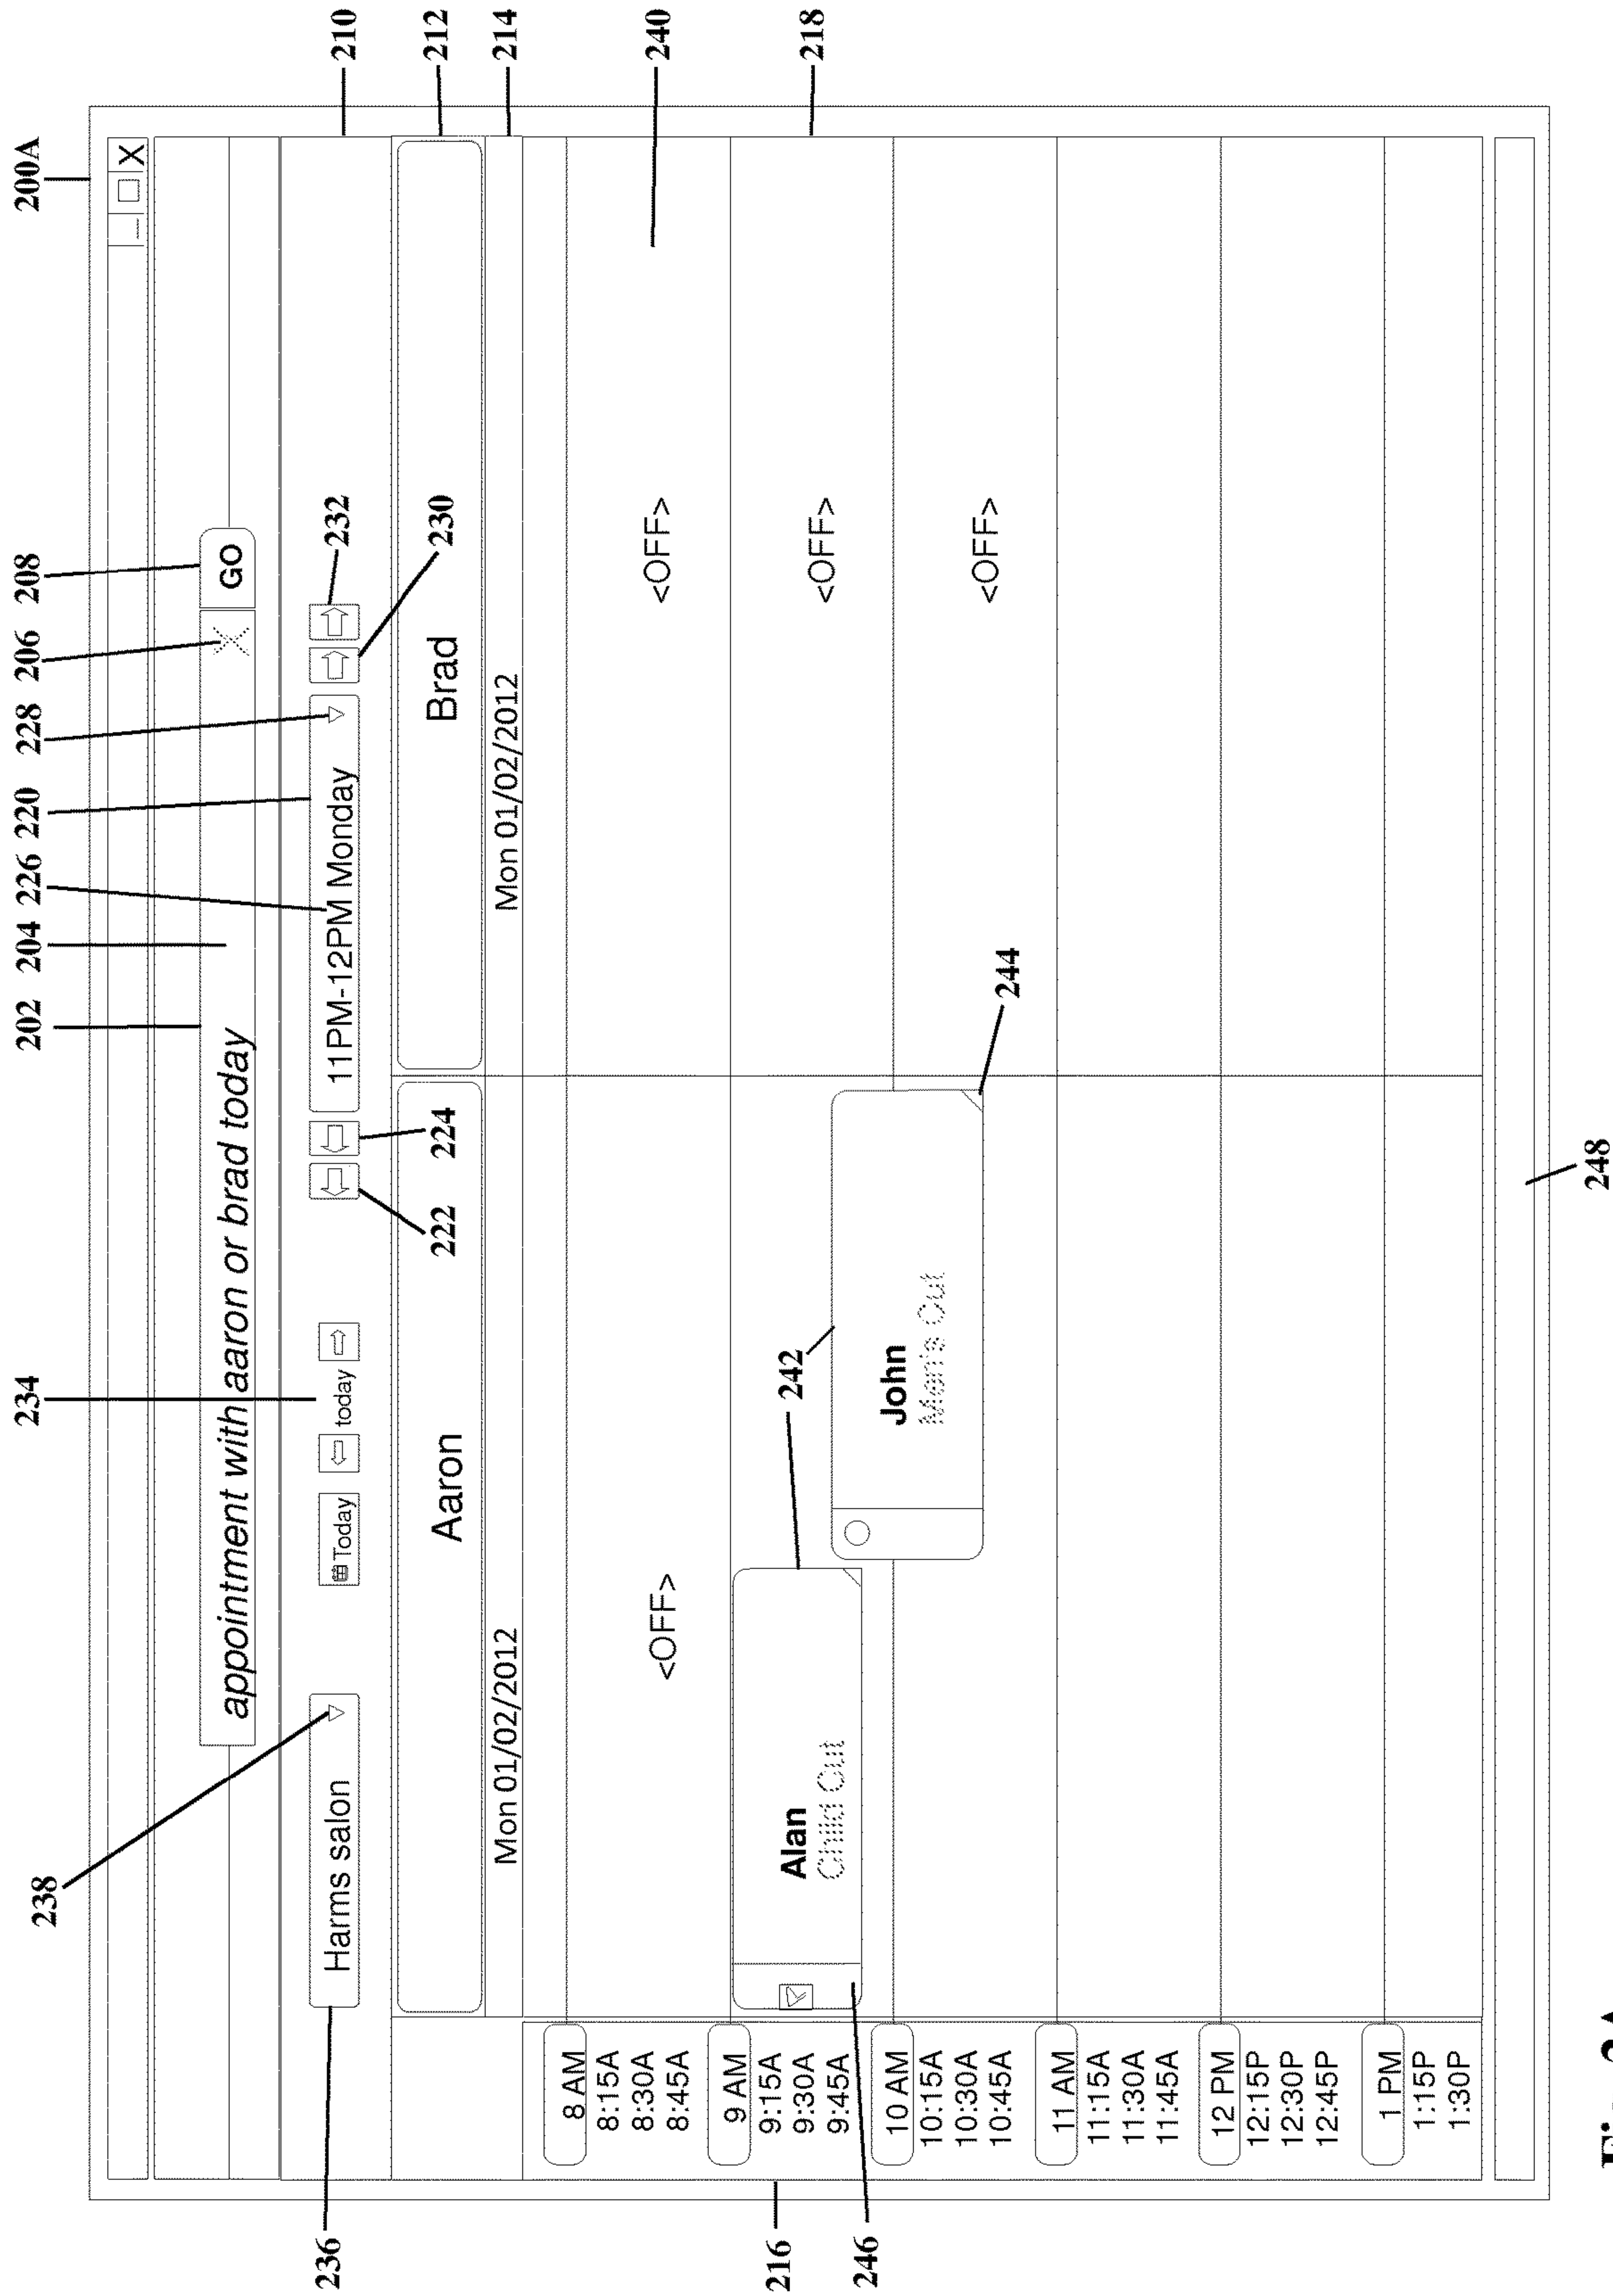 200A
_ □ X
238 234 202 204 226 220 228 206 208
appointment with aaron or brad today X GO
236 Harms salon Today today 11PM-12PM Monday 210
222 224 230 232
Aaron Brad 212
Mon 01/02/2012 Mon 01/02/2012 214
8 AM
8:15A
8:30A <OFF> <OFF> 240
8:45A
216 9 AM
9:15A Alan 242 <OFF> 218
9:30A Child Cut
9:45A
246
10 AM John
10:15A Men's Cut
10:30A <OFF>
10:45A 244
11 AM
11:15A
11:30A
11:45A
12 PM
12:15P
12:30P
12:45P
1 PM
1:15P
1:30P
248